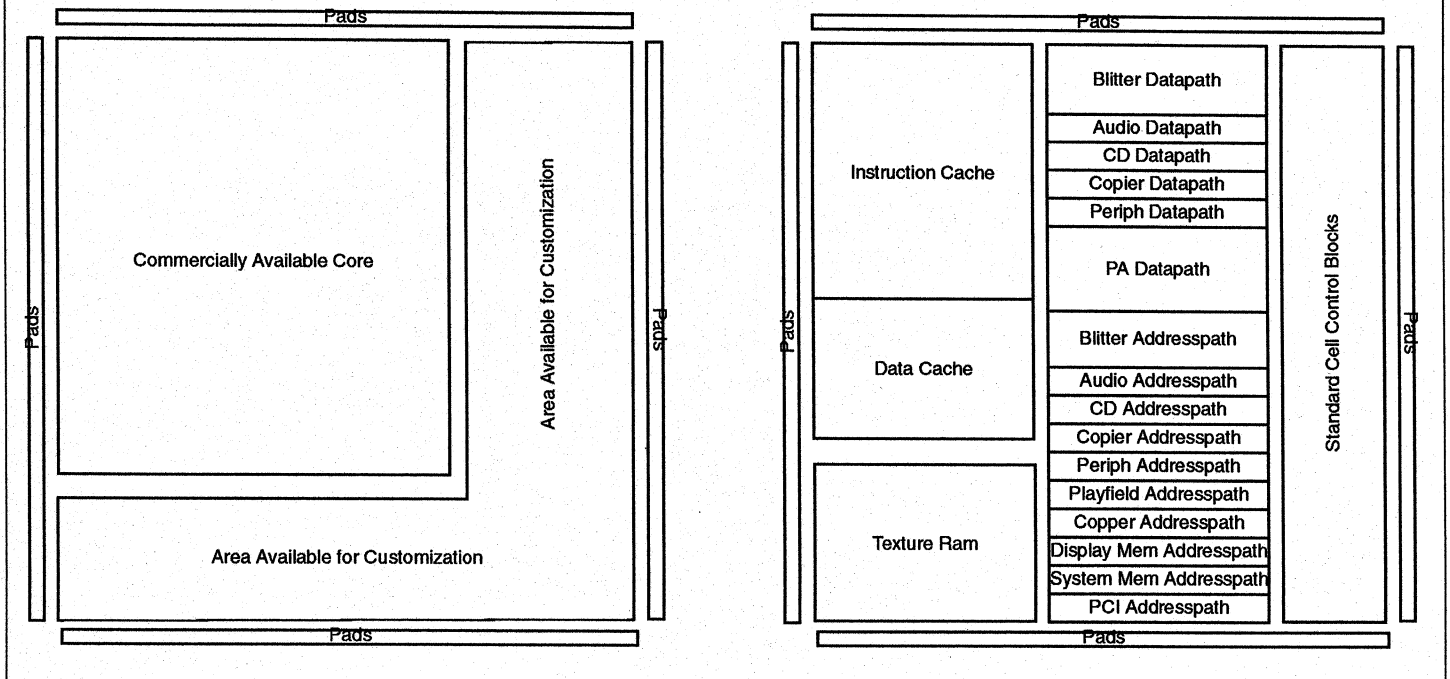 Pads
Pads
Commercially Available Core
Area Available for Customization
Pads
Area Available for Customization
Pads
Pads
Pads
Instruction Cache
Data Cache
Texture Ram
Blitter Datapath
Audio Datapath
CD Datapath
Copier Datapath
Periph Datapath
PA Datapath
Blitter Addresspath
Audio Addresspath
CD Addresspath
Copier Addresspath
Periph Addresspath
Playfield Addresspath
Copper Addresspath
Display Mem Addresspath
System Mem Addresspath
PCI Addresspath
Standard Cell Control Blocks
Pads
Pads